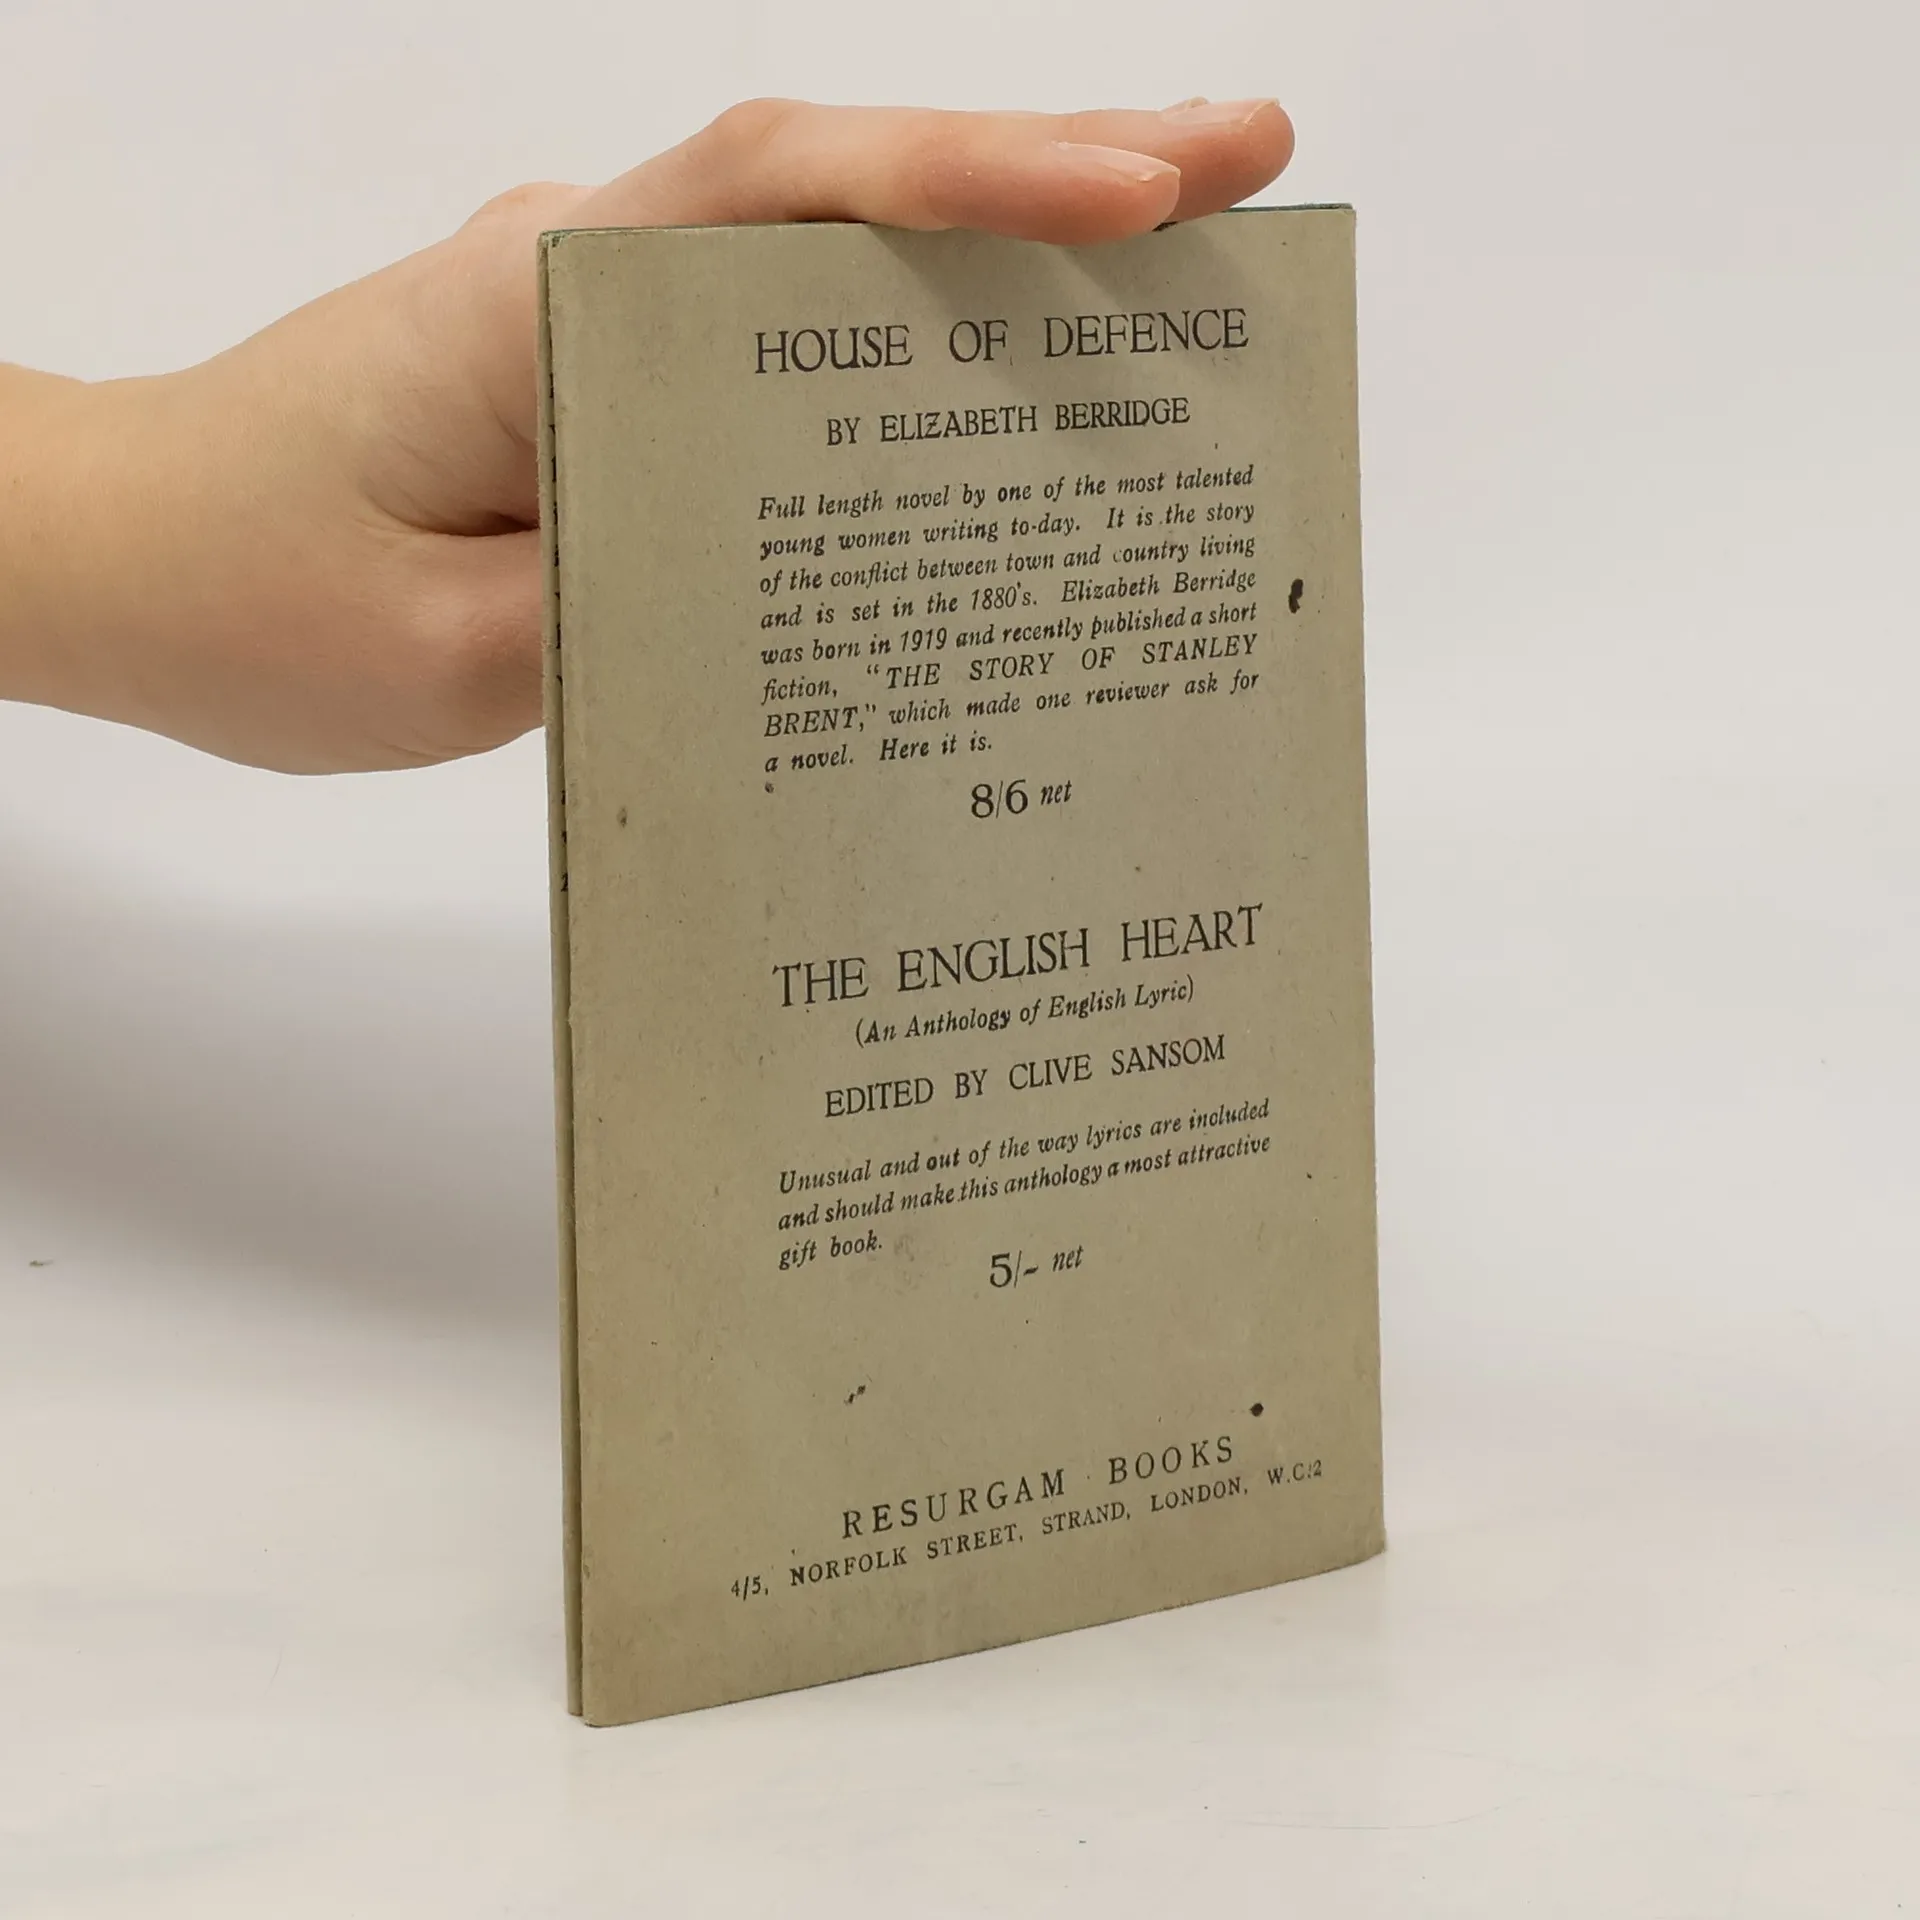 HOUSE OF DEFENCE
BY ELIZABETH BERRIDGE
Full length novel by one of the most talented
young women writing to-day. It is the story
of the conflict between town and country living
and is set in the 1880's. Elizabeth Berridge
was born in 1919 and recently published a short
fiction, "THE STORY OF STANLEY
BRENT," which made one reviewer ask for
a novel. Here it is.
8/6 net
THE ENGLISH HEART
(An Anthology of English Lyric)
EDITED BY CLIVE SANSOM
Unusual and out of the way lyrics are included
and should make this anthology a most attractive
gift book.
5/- net
RESURGAM BOOKS
4/5, NORFOLK STREET, STRAND, LONDON, W.C.2